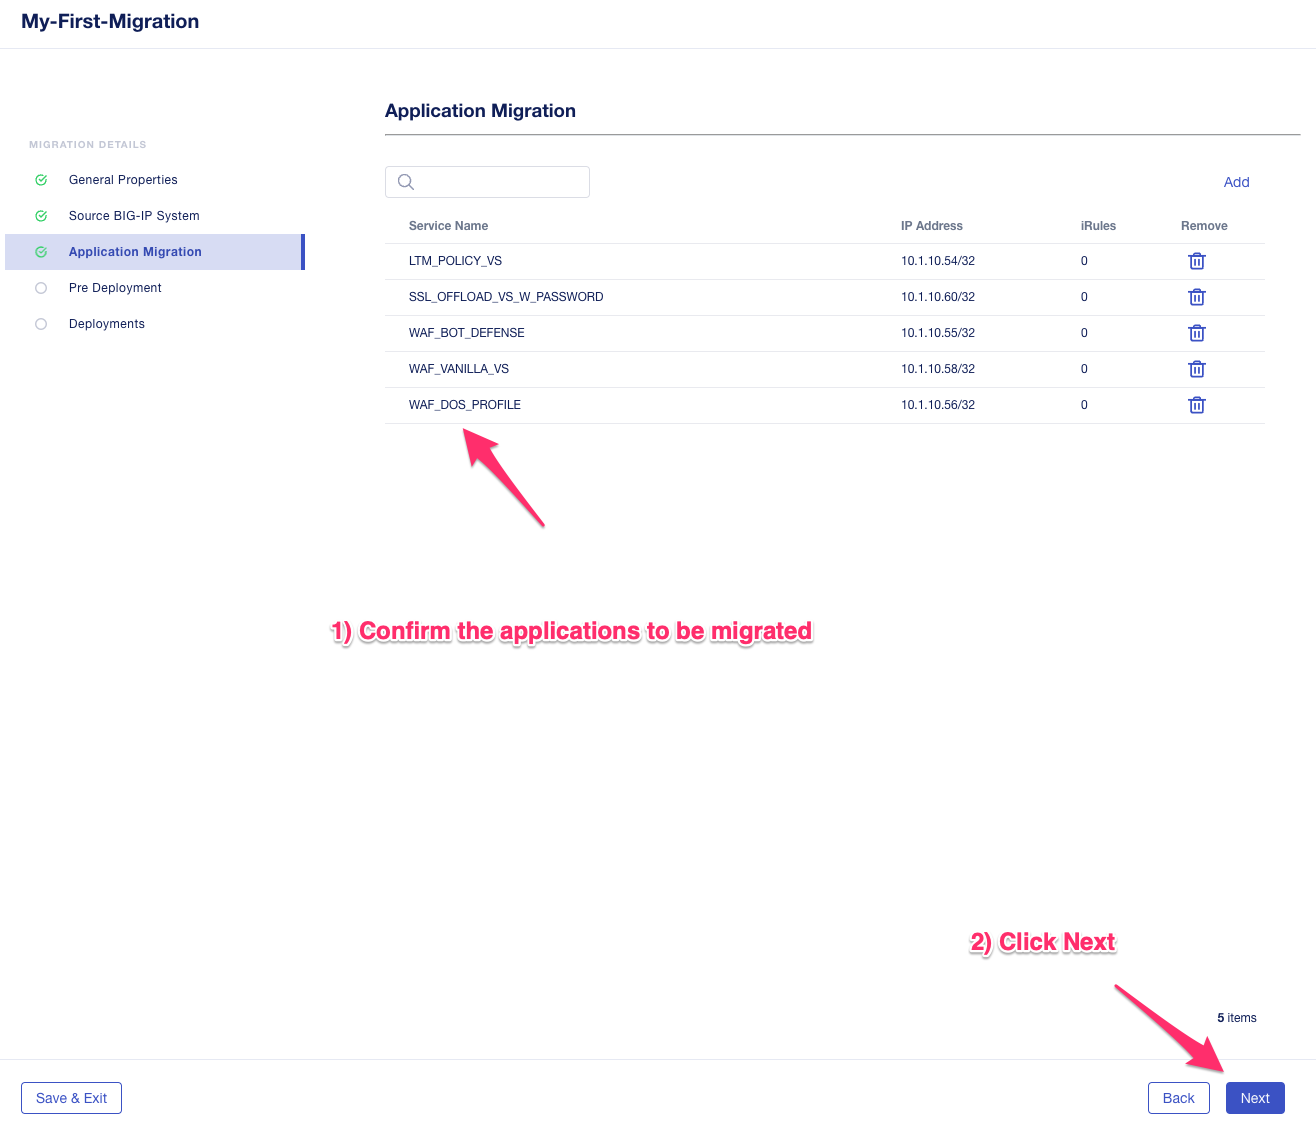 My-First-Migration
MIGRATION DETAILS
General Properties
Source BIG-IP System
Application Migration
Pre Deployment
Deployments
Application Migration
Add
Service Name IP Address iRules Remove
LTM_POLICY_VS 10.1.10.54/32 0
SSL_OFFLOAD_VS_W_PASSWORD 10.1.10.60/32 0
WAF_BOT_DEFENSE 10.1.10.55/32 0
WAF_VANILLA_VS 10.1.10.58/32 0
WAF_DOS_PROFILE 10.1.10.56/32 0
1) Confirm the applications to be migrated
2) Click Next
5 items
Save & Exit Back Next